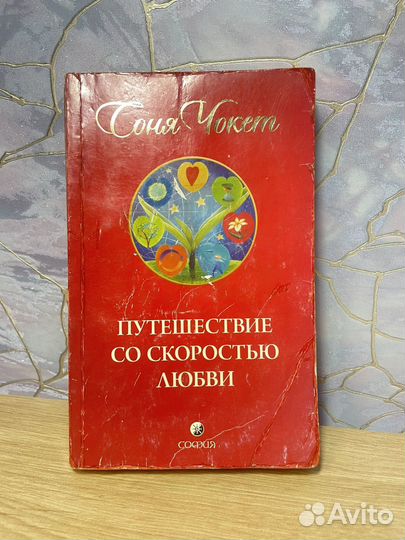 Соня Чокет
ПУТЕШЕСТВИЕ
СО СКОРОСТЬЮ
ЛЮБВИ
СОФИЯ
Avito